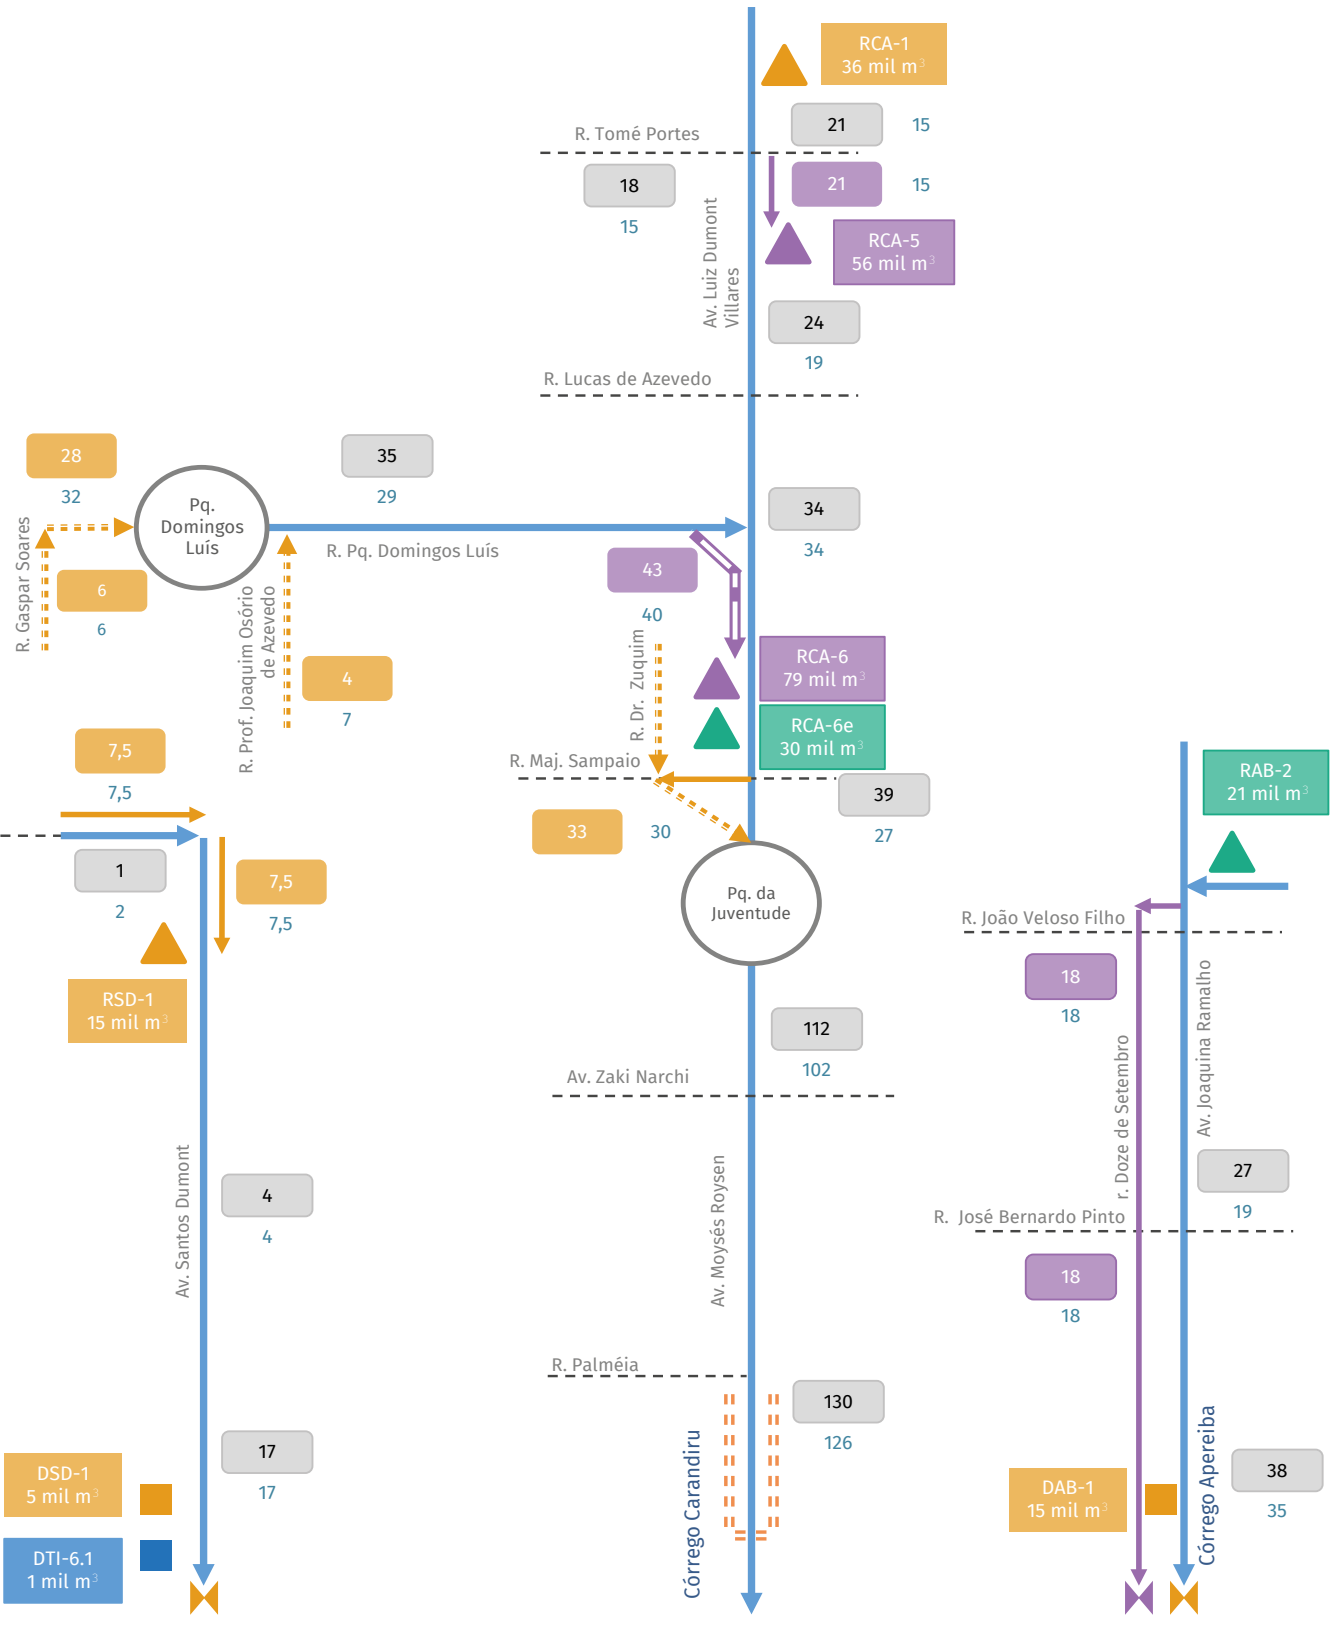 RCA-1
36 mil m³
21
15
R. Tomé Portes
18
15
21
15
RCA-5
56 mil m³
Av. Luiz Dumont
Villares
24
19
R. Lucas de Azevedo
28
32
35
29
Pq.
Domingos
Luís
R. Gaspar Soares
6
6
R. Pq. Domingos Luís
34
34
43
40
R. Prof. Joaquim Osório
de Azevedo
4
7
R. Dr. Zuquim
RCA-6
79 mil m³
RCA-6e
30 mil m³
R. Maj. Sampaio
39
27
33
30
7,5
7,5
1
2
7,5
7,5
RSD-1
15 mil m³
Pq. da
Juventude
RAB-2
21 mil m³
R. João Veloso Filho
18
18
112
102
Av. Zaki Narchi
r. Doze de Setembro
Av. Joaquina Ramalho
27
19
R. José Bernardo Pinto
18
18
Av. Santos Dumont
4
4
Av. Moysés Roysen
R. Palméia
130
126
17
17
Córrego Carandiru
Córrego Apereiba
38
35
DSD-1
5 mil m³
DTI-6.1
1 mil m³
DAB-1
15 mil m³